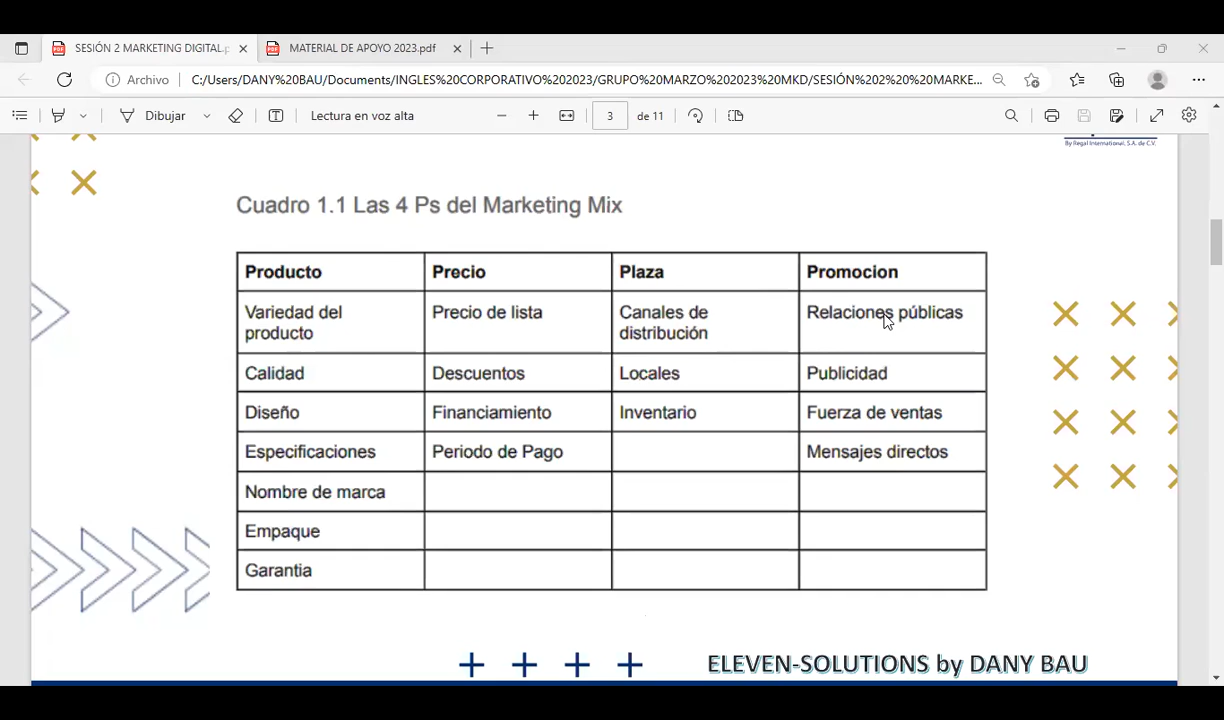 SESIÓN 2 MARKETING DIGITAL.p
MATERIAL DE APOYO 2023.pdf
Archivo
C:/Users/DANY%20BAU/Documents/INGLES%20CORPORATIVO%202023/GRUPO%20MARZO%202023%20MKD/SESIÓN%202%20%20MARKE...
Dibujar
Lectura en voz alta
3 de 11
By Regal International, S.A. de C.V.
Cuadro 1.1 Las 4 Ps del Marketing Mix
Producto Precio Plaza Promocion
Variedad del producto Precio de lista Canales de distribución Relaciones públicas
Calidad Descuentos Locales Publicidad
Diseño Financiamiento Inventario Fuerza de ventas
Especificaciones Periodo de Pago Mensajes directos
Nombre de marca
Empaque
Garantia
ELEVEN-SOLUTIONS by DANY BAU